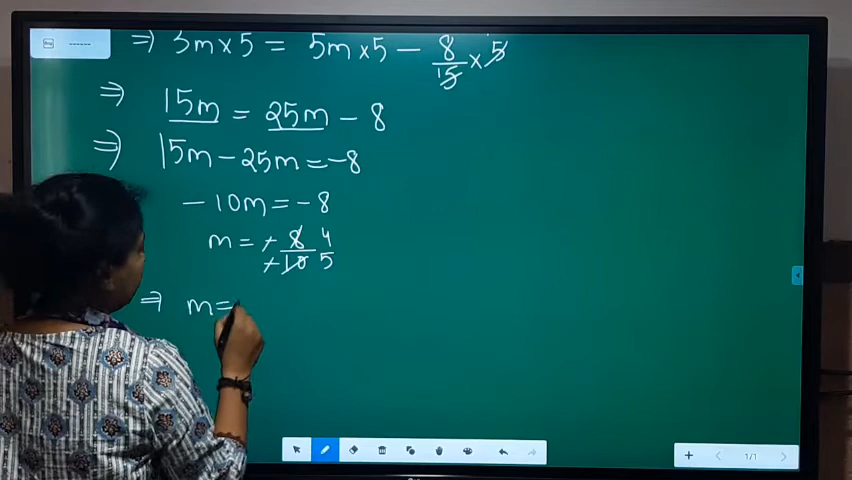 ⇒ 3m×5 = 5m×5 − 8/15 × 5
⇒ 15m = 25m − 8
⇒ 15m − 25m = −8
− 10m = − 8
m = −8/−10 4/5
⇒ m=
1/1